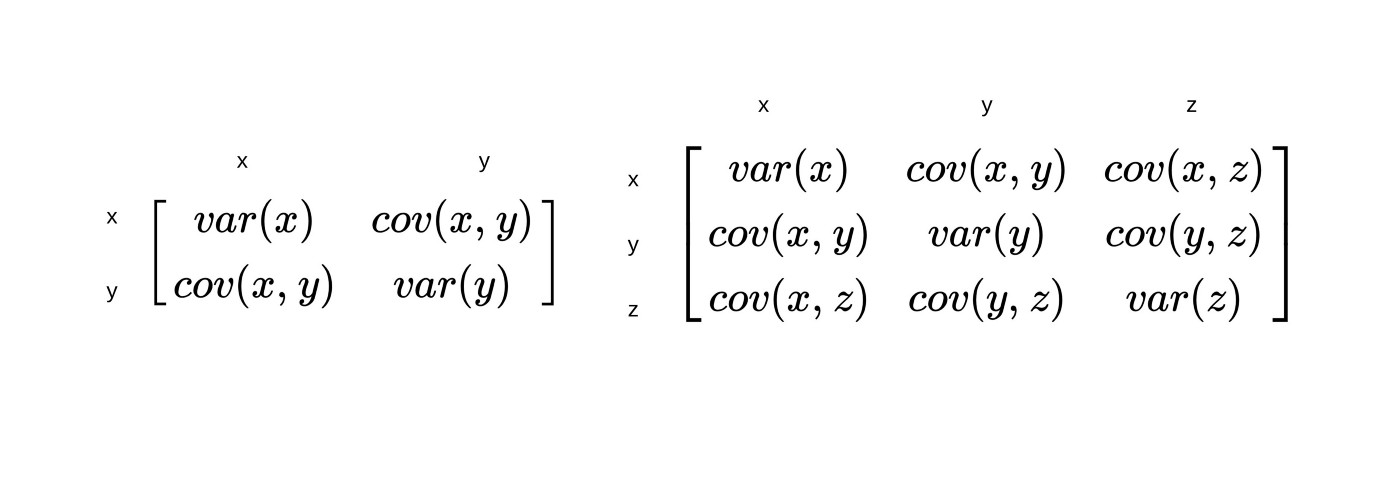 x y
x var(x) cov(x, y)
y cov(x, y) var(y)
x y z
x var(x) cov(x, y) cov(x, z)
y cov(x, y) var(y) cov(y, z)
z cov(x, z) cov(y, z) var(z)